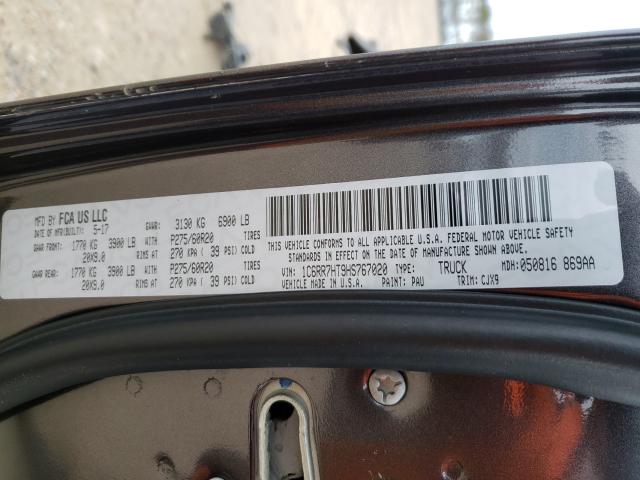 MFD BY FCA US LLC
DATE OF MFR(BUILT): 5-17 GVWR: 3130 KG 6900 LB
GAWR FRONT: 1770 KG 3900 LB WITH P275/60R20 TIRES
20X9.0 RIMS AT 270 KPA ( 39 PSI) COLD
GAWR REAR: 1770 KG 3900 LB WITH P275/60R20 TIRES
20X9.0 RIMS AT 270 KPA ( 39 PSI) COLD
THIS VEHICLE CONFORMS TO ALL APPLICABLE U.S.A. FEDERAL MOTOR VEHICLE SAFETY
STANDARDS IN EFFECT ON THE DATE OF MANUFACTURE SHOWN ABOVE.
VIN: 1C6RR7HT9HS767020 TYPE: TRUCK MDH: 050816 869AA
VEHICLE MADE IN U.S.A. PAINT: PAU TRIM: CJX9